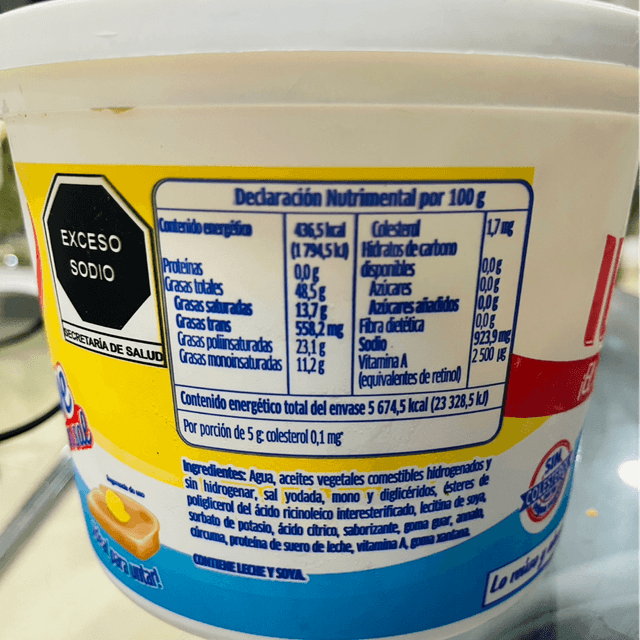 EXCESO
SODIO
SECRETARÍA DE SALUD
Declaración Nutrimental por 100 g
Contenido energético 436,5 kcal
(1 794,5 kJ)
Proteínas 0,0 g
Grasas totales 48,5 g
Grasas saturadas 13,7 g
Grasas trans 558,2 mg
Grasas poliinsaturadas 23,1 g
Grasas monoinsaturadas 11,2 g
Colesterol 1,7 mg
Hidratos de carbono
disponibles 0,0 g
Azúcares 0,0 g
Azúcares añadidos 0,0 g
Fibra dietética 0,0 g
Sodio 923,9 mg
Vitamina A 2 500 µg
(equivalentes de retinol)
Contenido energético total del envase 5 674,5 kcal (23 328,5 kJ)
Por porción de 5 g: colesterol 0,1 mg
Ingredientes: Agua, aceites vegetales comestibles hidrogenados y
sin hidrogenar, sal yodada, mono y diglicéridos, ésteres de
poliglicerol del ácido ricinoleico interesterificado, lecitina de soya,
sorbato de potasio, ácido cítrico, saborizante, goma guar, annato,
cúrcuma, proteína de suero de leche, vitamina A, goma xantana.
CONTIENE LECHE Y SOYA.
Sugerencia de uso
para untar!
SIN
COLESTEROL
Lo